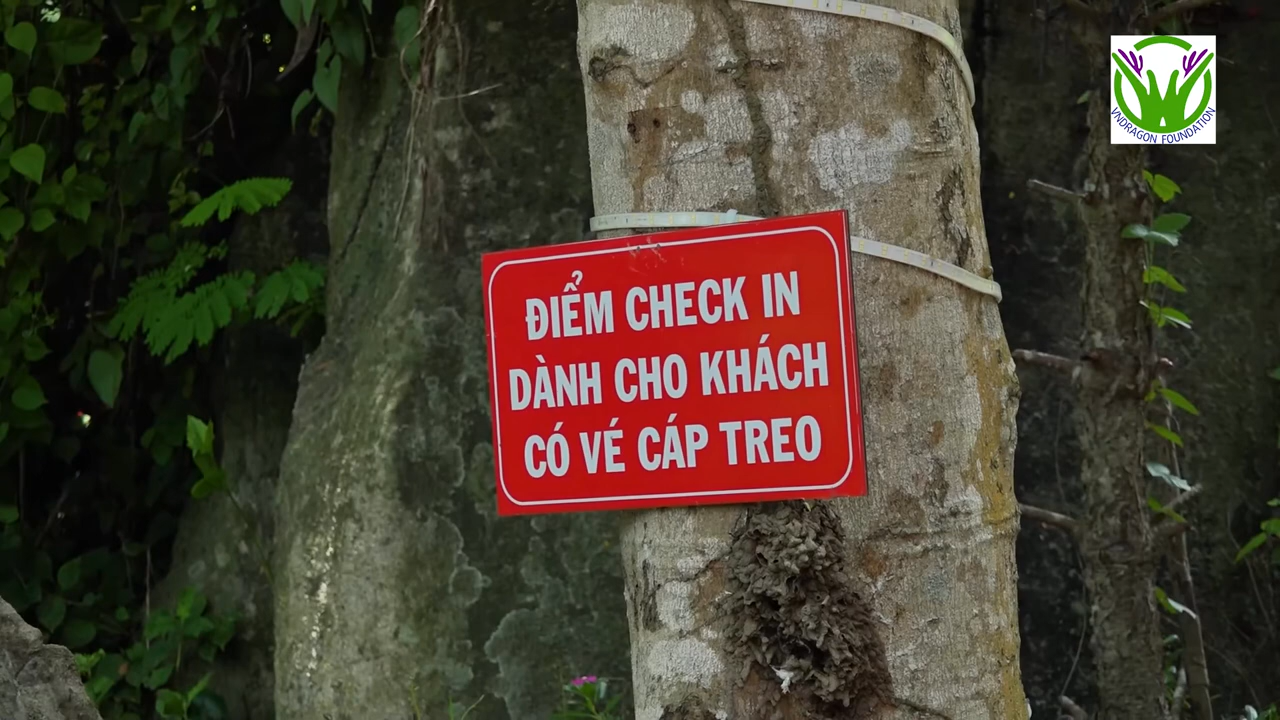 VNDRAGON FOUNDATION
ĐIỂM CHECK IN
DÀNH CHO KHÁCH
CÓ VÉ CÁP TREO